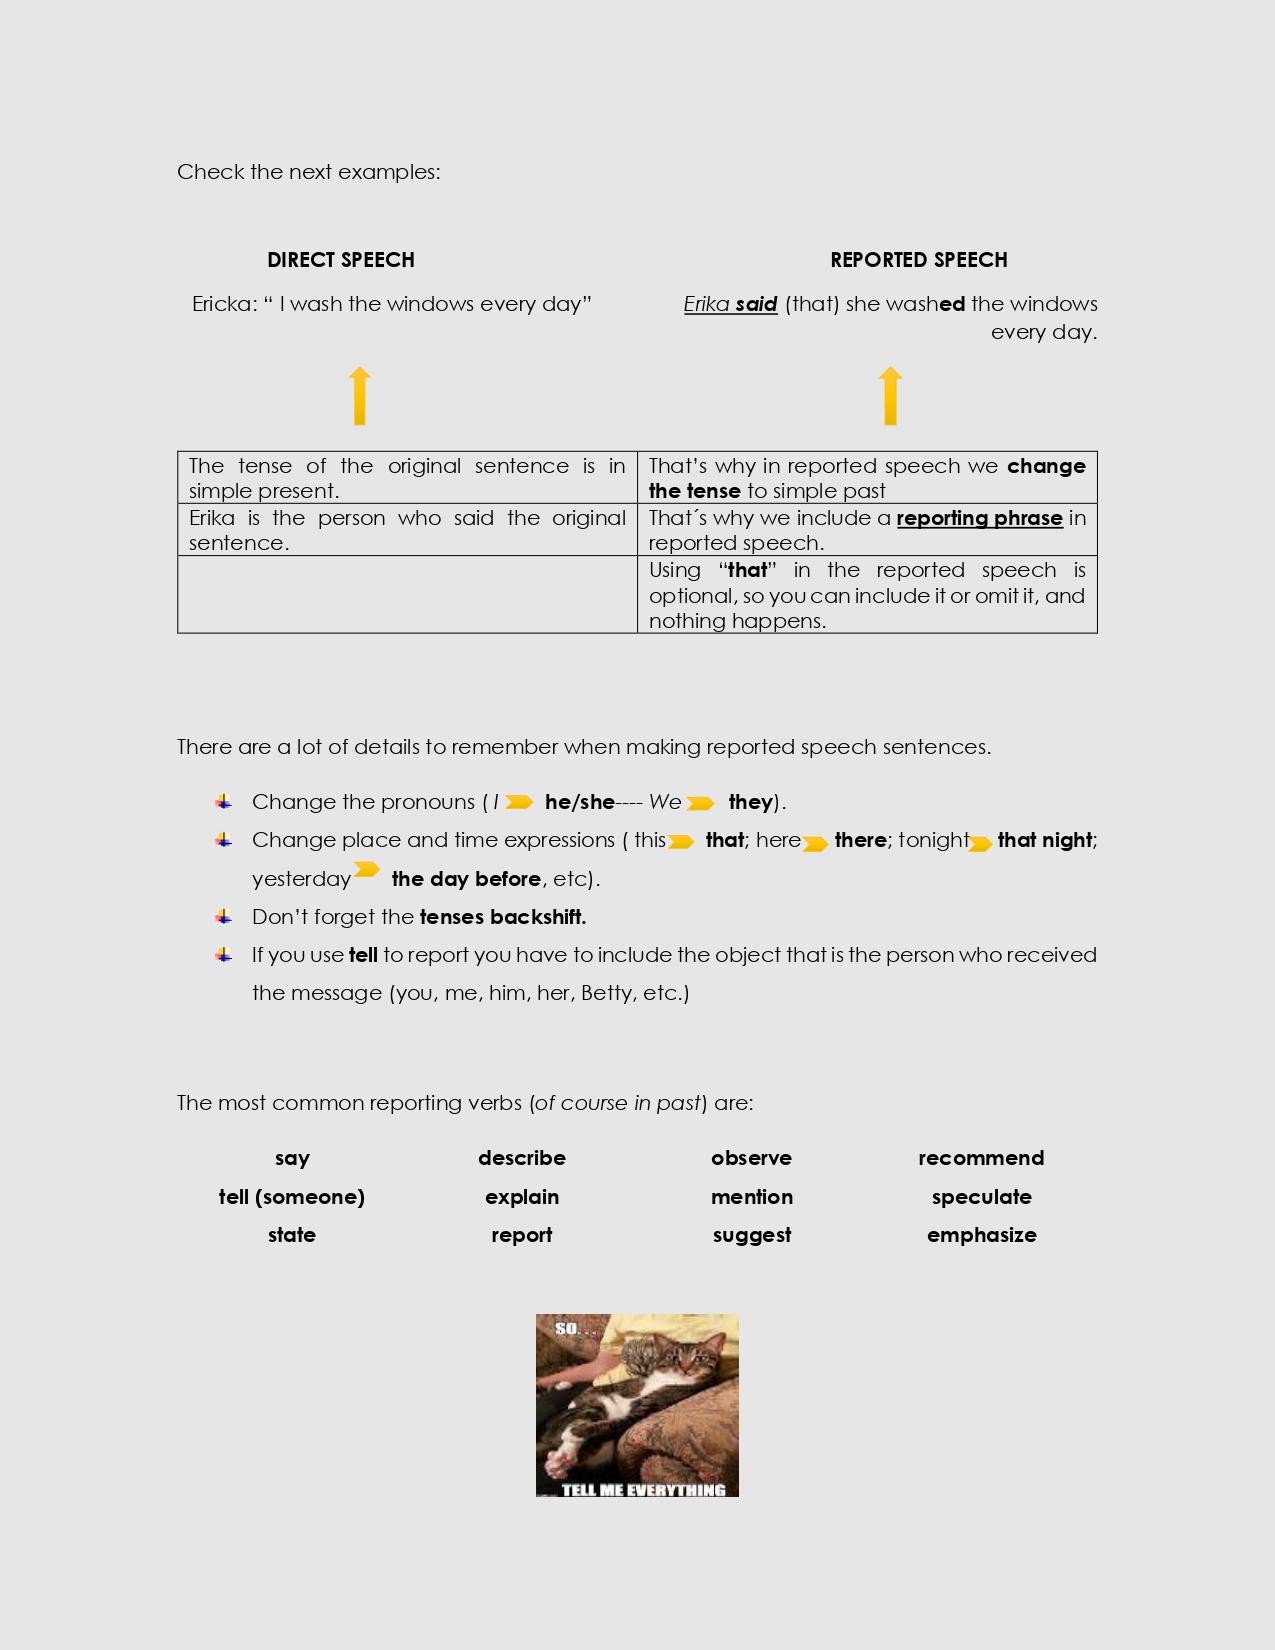 Check the next examples:
DIRECT SPEECH
REPORTED SPEECH
Ericka: “ I wash the windows every day”
Erika said (that) she washed the windows
every day.
The tense of the original sentence is in
simple present.
That’s why in reported speech we change
the tense to simple past
Erika is the person who said the original
sentence.
That´s why we include a reporting phrase in
reported speech.
Using “that” in the reported speech is
optional, so you can include it or omit it, and
nothing happens.
There are a lot of details to remember when making reported speech sentences.
Change the pronouns ( I he/she---- We they).
Change place and time expressions ( this that; here there; tonight that night;
yesterday the day before, etc).
Don’t forget the tenses backshift.
If you use tell to report you have to include the object that is the person who received
the message (you, me, him, her, Betty, etc.)
The most common reporting verbs (of course in past) are:
say describe observe recommend
tell (someone) explain mention speculate
state report suggest emphasize
SO...
TELL ME EVERYTHING